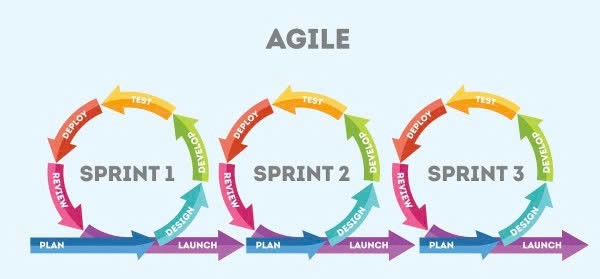 AGILE
SPRINT 1
PLAN
DESIGN
DEVELOP
TEST
DEPLOY
REVIEW
LAUNCH
SPRINT 2
PLAN
DESIGN
DEVELOP
TEST
DEPLOY
REVIEW
LAUNCH
SPRINT 3
PLAN
DESIGN
DEVELOP
TEST
DEPLOY
REVIEW
LAUNCH